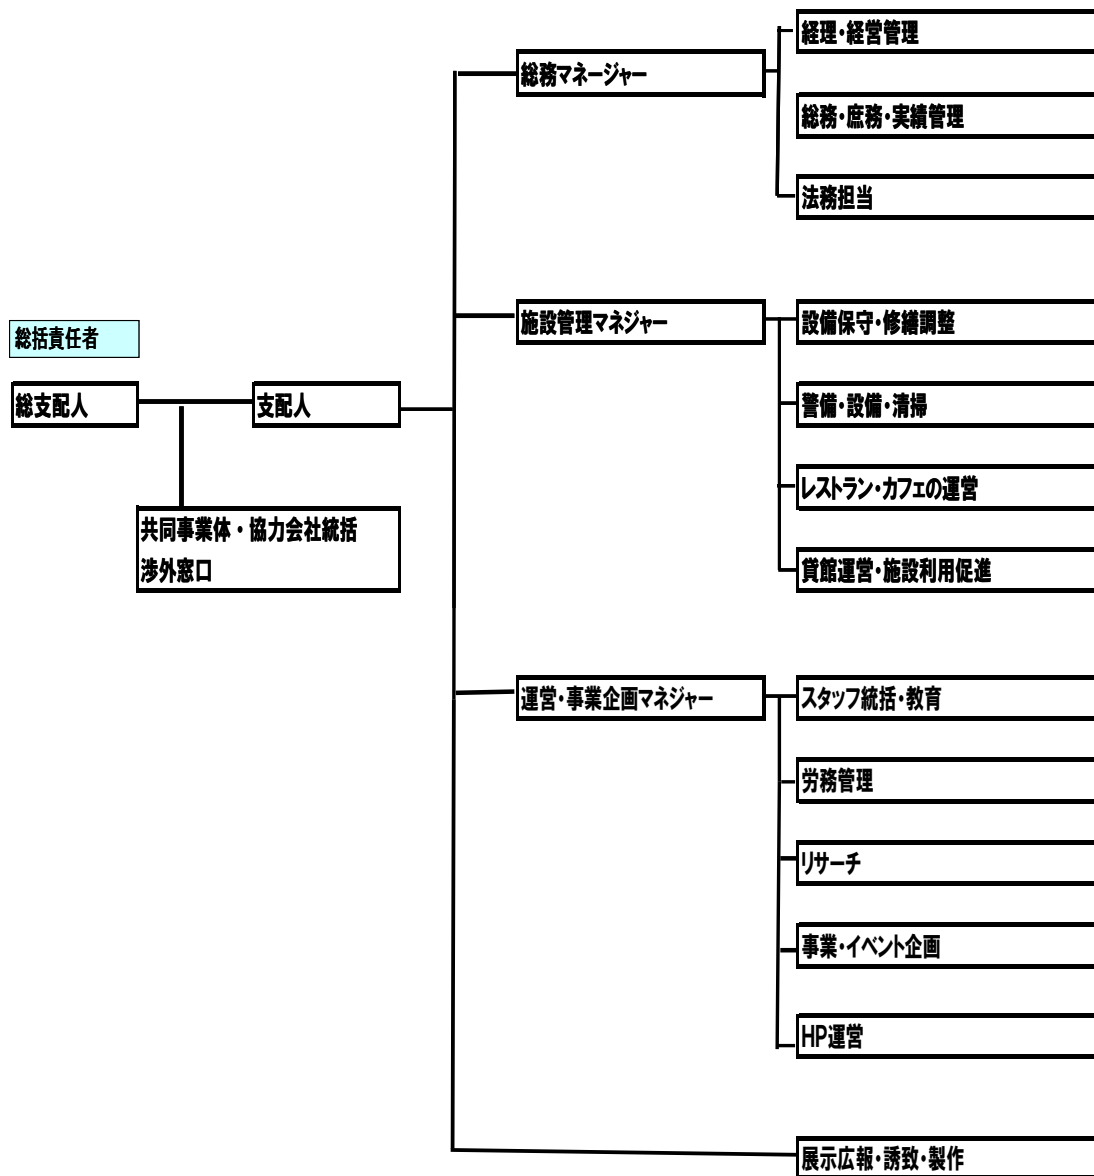 総括責任者
総支配人
支配人
共同事業体・協力会社統括
渉外窓口
総務マネージャー
経理・経営管理
総務・庶務・実績管理
法務担当
施設管理マネジャー
設備保守・修繕調整
警備・設備・清掃
レストラン・カフェの運営
貸館運営・施設利用促進
運営・事業企画マネジャー
スタッフ統括・教育
労務管理
リサーチ
事業・イベント企画
HP運営
展示広報・誘致・製作